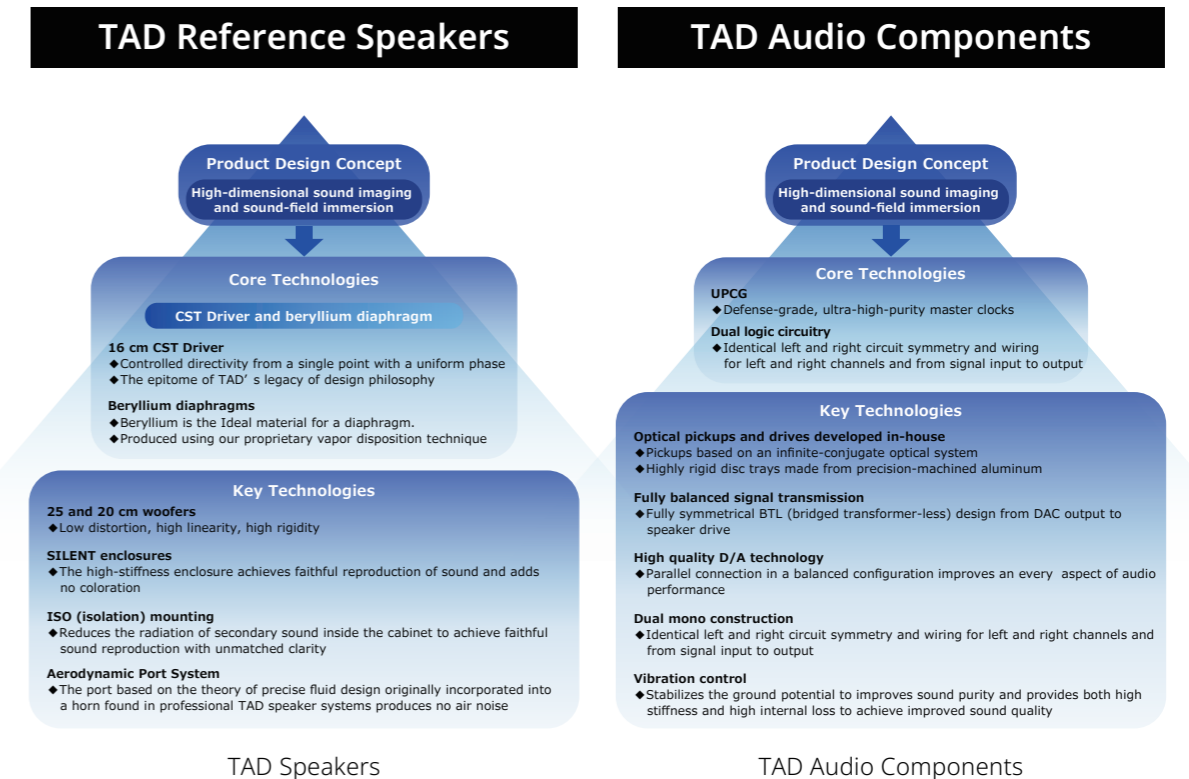 TAD Reference Speakers
Product Design Concept
High-dimensional sound imaging
and sound-field immersion
Core Technologies
CST Driver and beryllium diaphragm
16 cm CST Driver
◆Controlled directivity from a single point with a uniform phase
◆The epitome of TAD’ s legacy of design philosophy
Beryllium diaphragms
◆Beryllium is the Ideal material for a diaphragm.
◆Produced using our proprietary vapor disposition technique
Key Technologies
25 and 20 cm woofers
◆Low distortion, high linearity, high rigidity
SILENT enclosures
◆The high-stiffness enclosure achieves faithful reproduction of sound and adds
no coloration
ISO (isolation) mounting
◆Reduces the radiation of secondary sound inside the cabinet to achieve faithful
sound reproduction with unmatched clarity
Aerodynamic Port System
◆The port based on the theory of precise fluid design originally incorporated into
a horn found in professional TAD speaker systems produces no air noise
TAD Speakers
TAD Audio Components
Product Design Concept
High-dimensional sound imaging
and sound-field immersion
Core Technologies
UPCG
◆Defense-grade, ultra-high-purity master clocks
Dual logic circuitry
◆Identical left and right circuit symmetry and wiring
for left and right channels and from signal input to output
Key Technologies
Optical pickups and drives developed in-house
◆Pickups based on an infinite-conjugate optical system
◆Highly rigid disc trays made from precision-machined aluminum
Fully balanced signal transmission
◆Fully symmetrical BTL (bridged transformer-less) design from DAC output to
speaker drive
High quality D/A technology
◆Parallel connection in a balanced configuration improves an every aspect of audio
performance
Dual mono construction
◆Identical left and right circuit symmetry and wiring for left and right channels and
from signal input to output
Vibration control
◆Stabilizes the ground potential to improves sound purity and provides both high
stiffness and high internal loss to achieve improved sound quality
TAD Audio Components